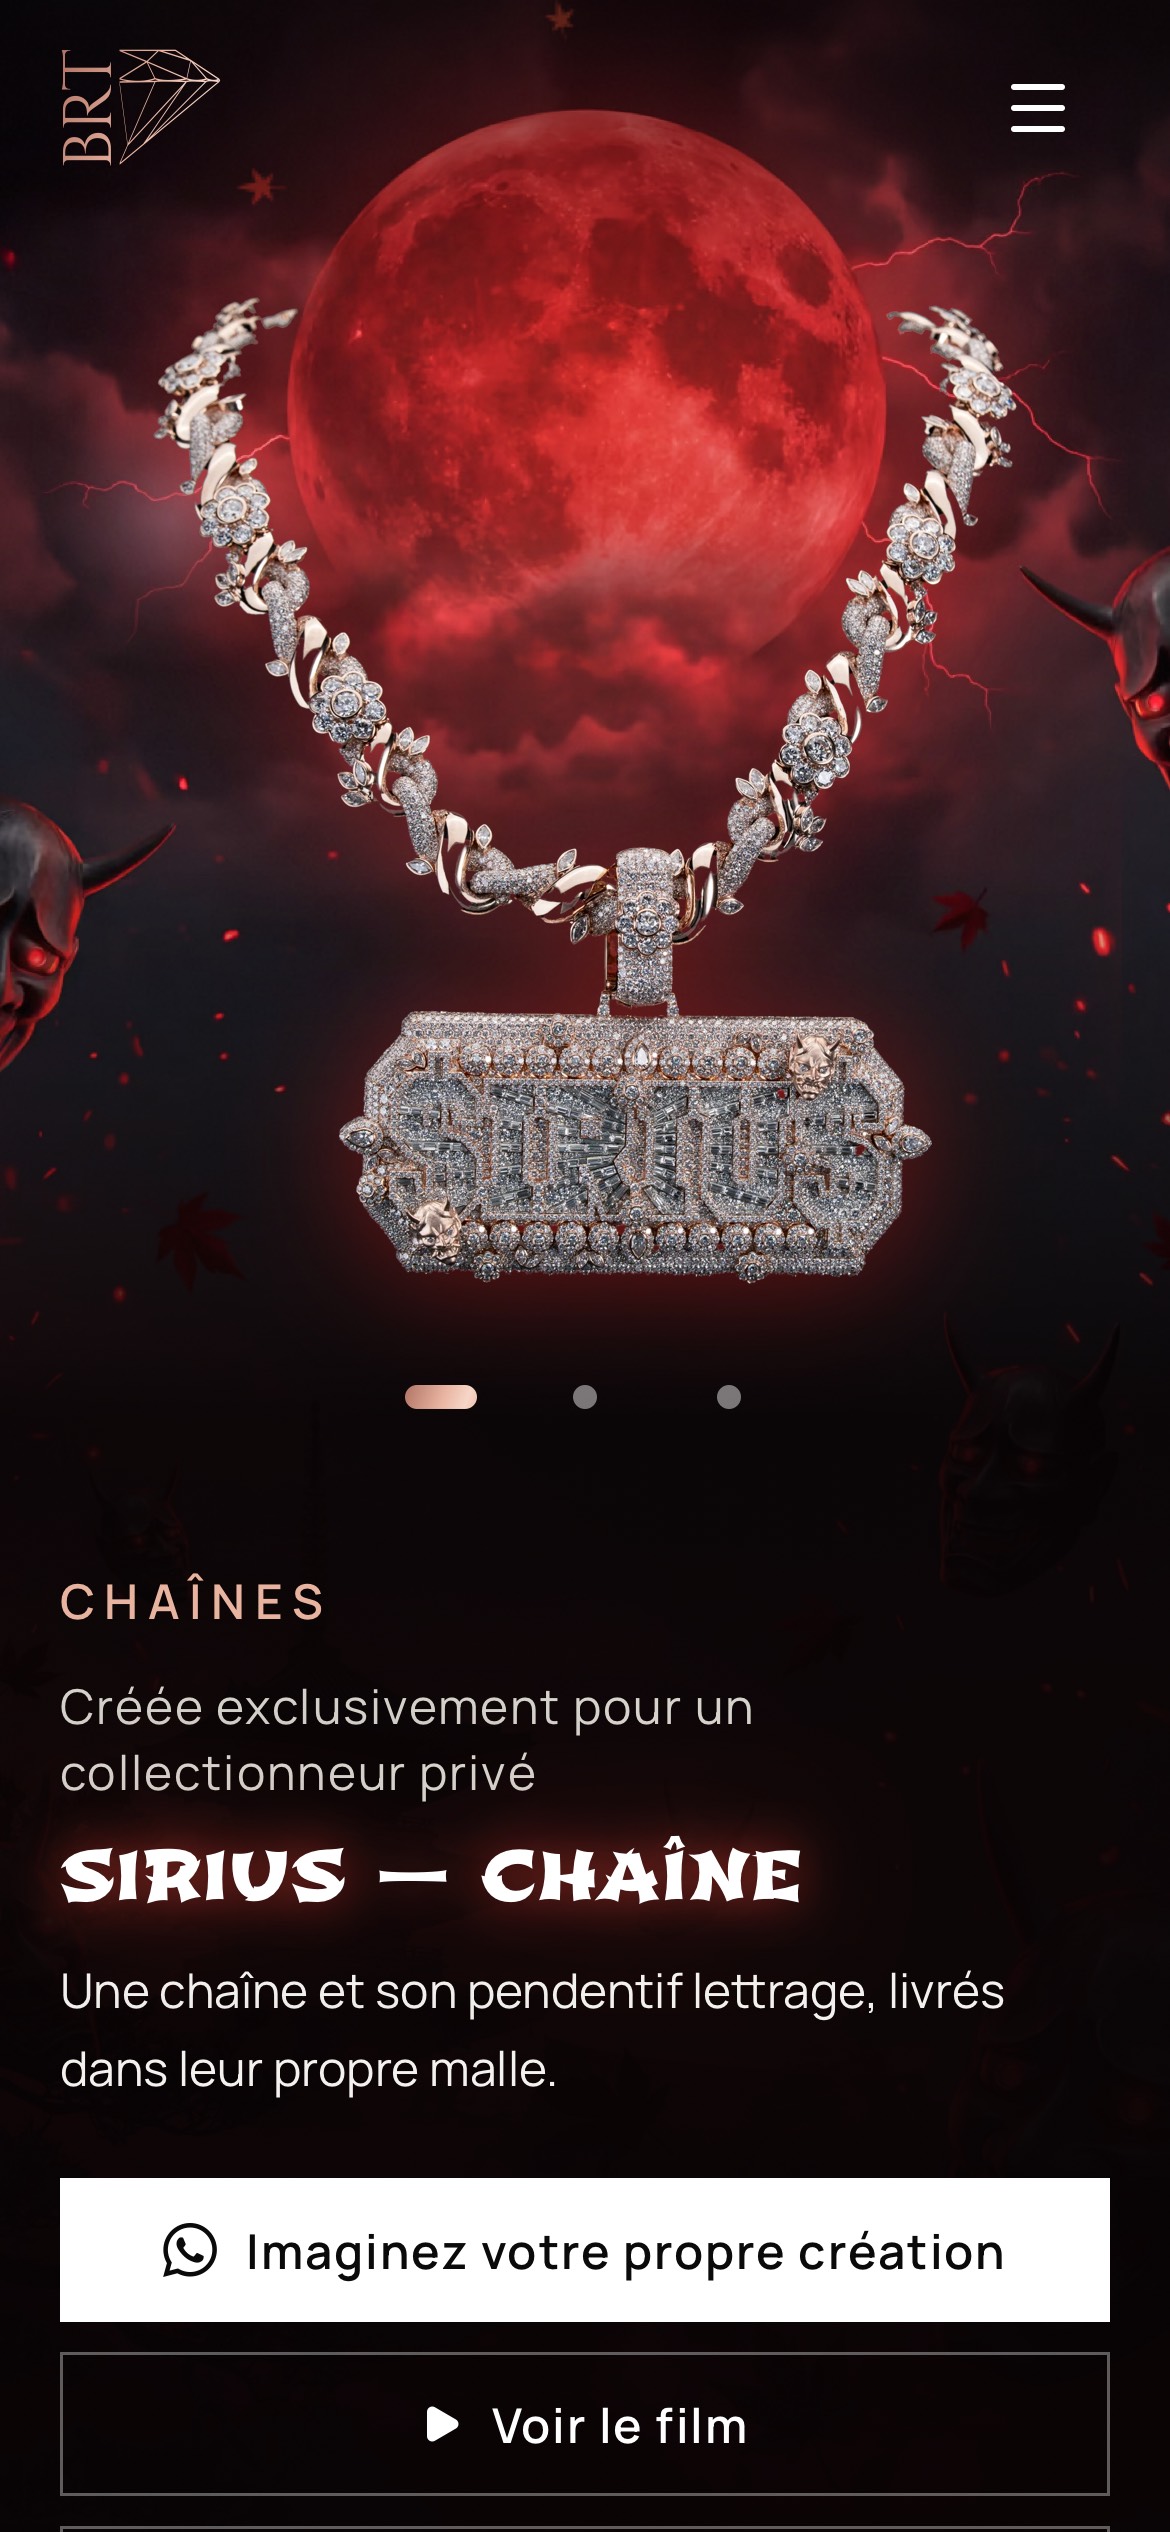 BRT
SIRIUS
CHAÎNES
Créée exclusivement pour un
collectionneur privé
SIRIUS — CHAÎNE
Une chaîne et son pendentif lettrage, livrés
dans leur propre malle.
Imaginez votre propre création
Voir le film